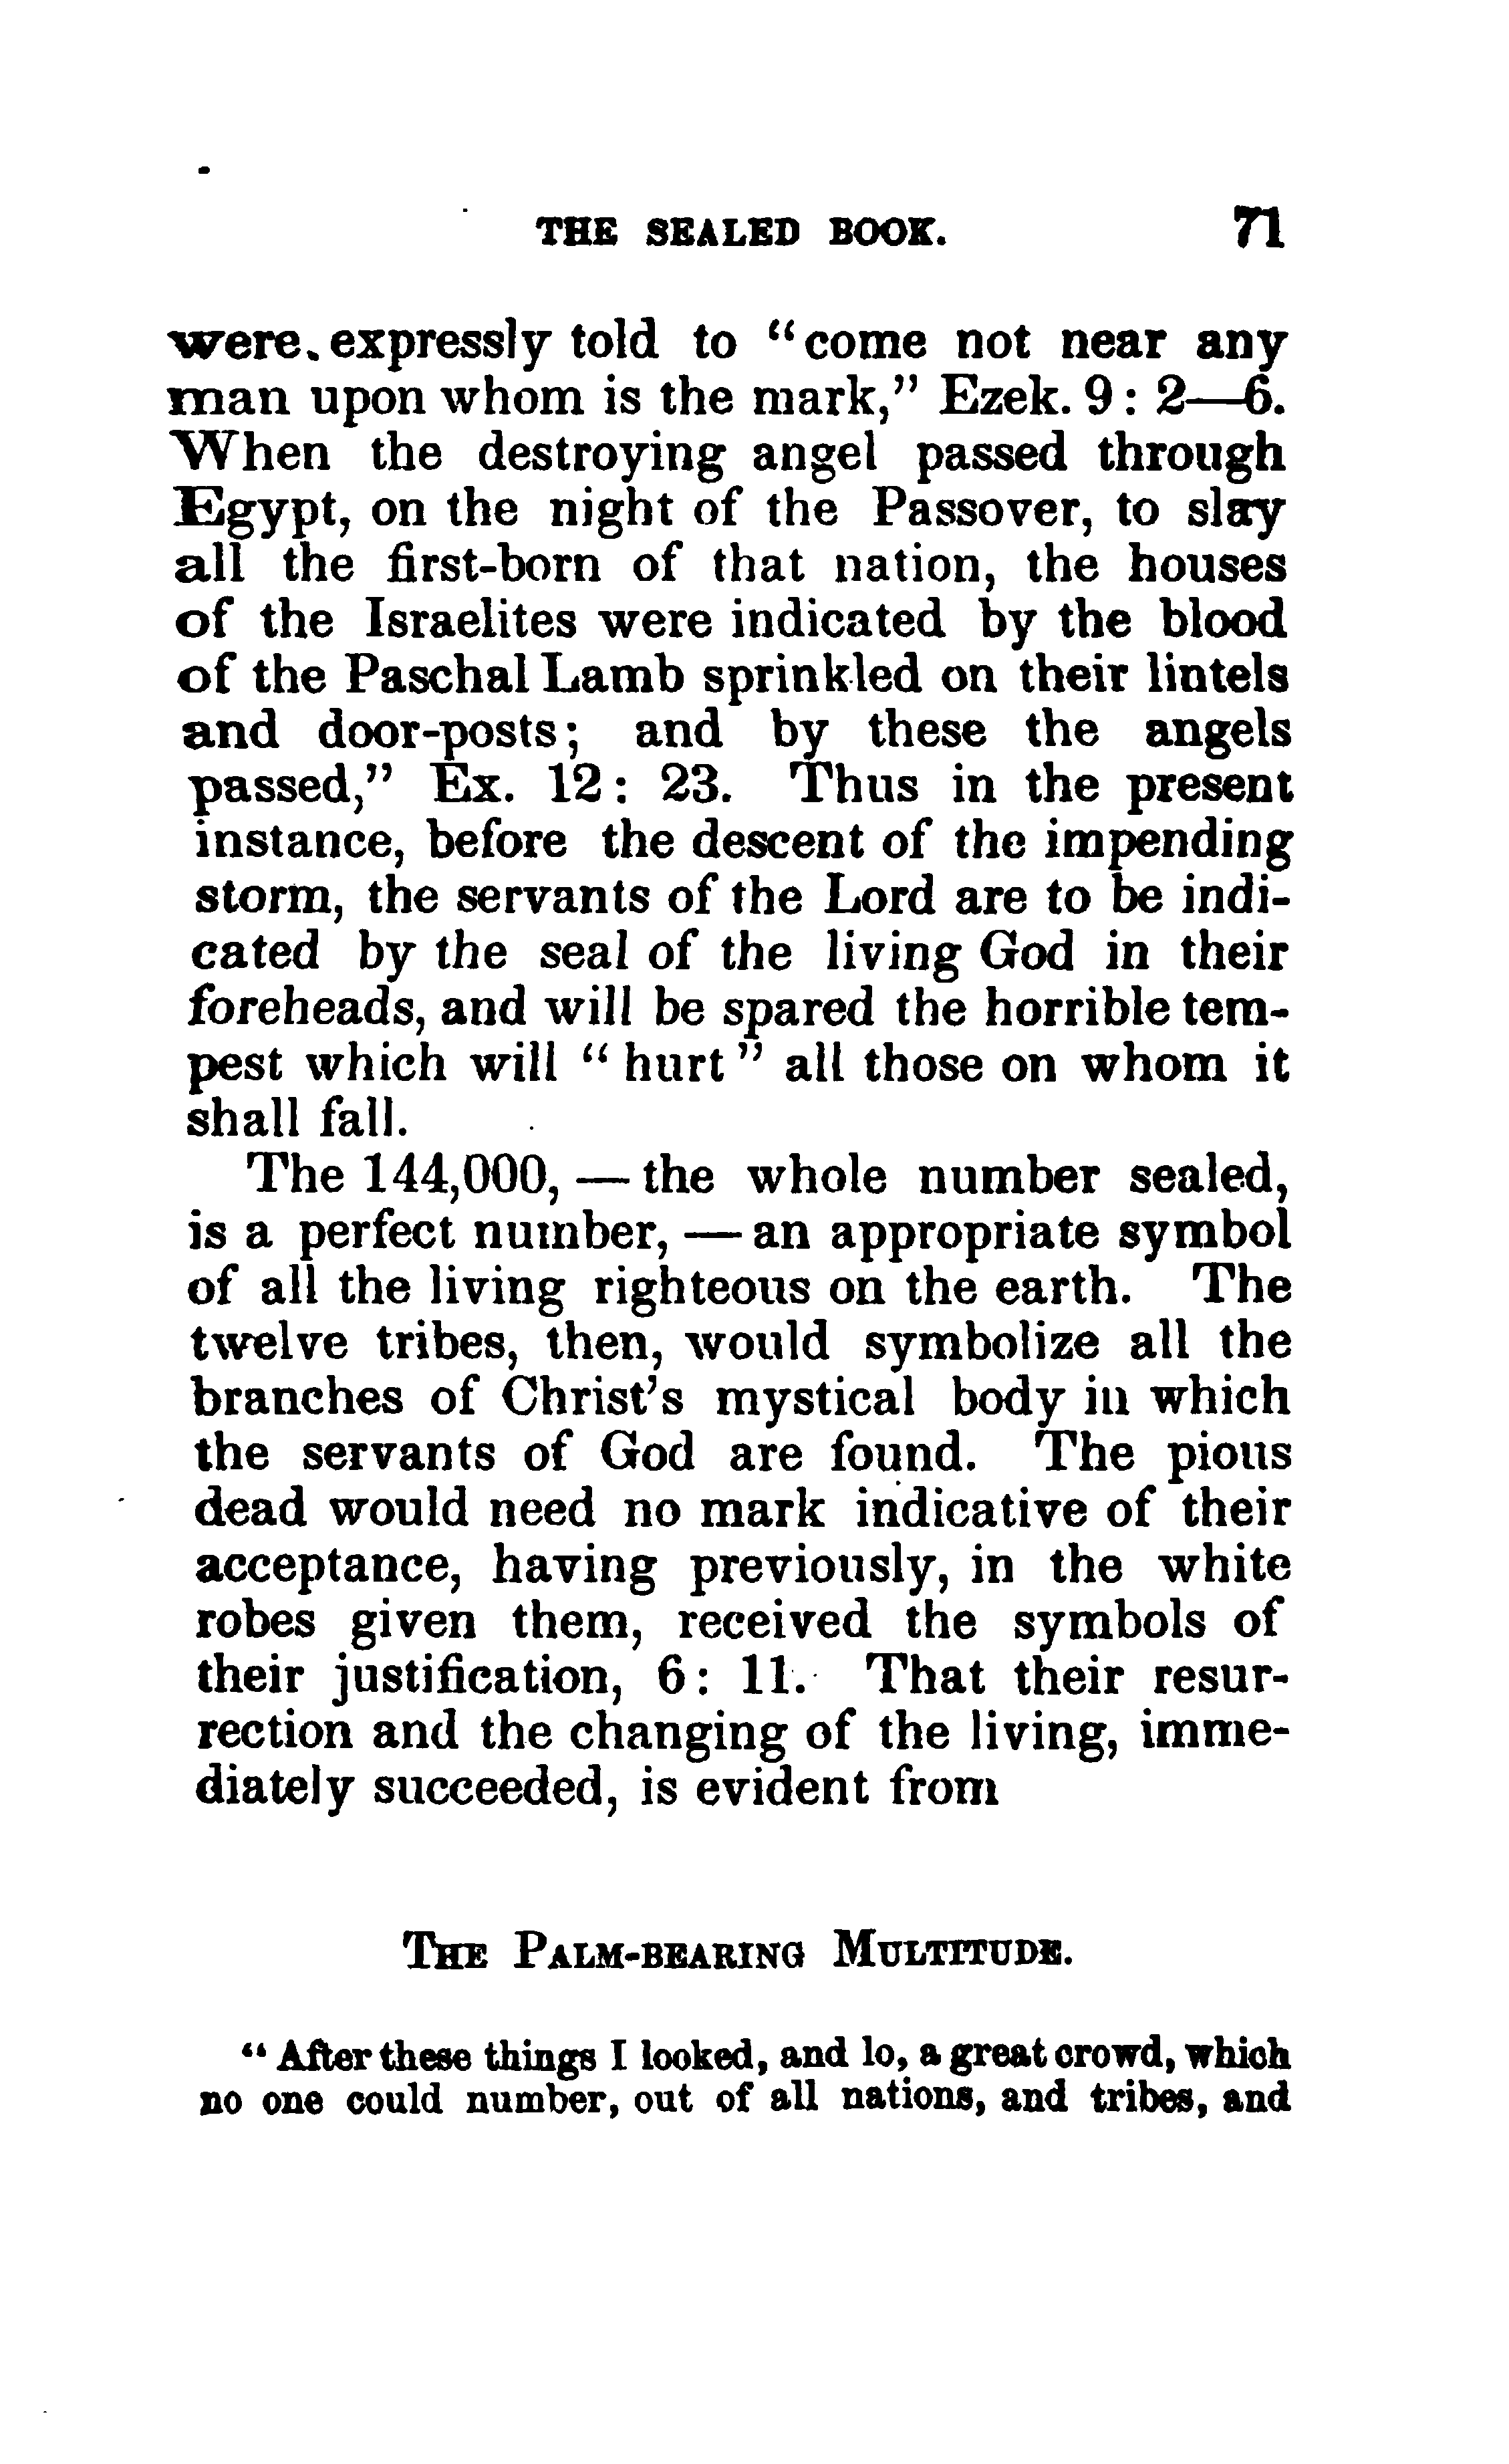 THE SEALED BOOK. 71
were expressly told to "come not near any
man upon whom is the mark," Ezek. 9: 2—6.
When the destroying angel passed through
Egypt, on the night of the Passover, to slay
all the first-born of that nation, the houses
of the Israelites were indicated by the blood
of the Paschal Lamb sprinkled on their lintels
and door-posts; and by these the angels
passed," Ex. 12: 23. Thus in the present
instance, before the descent of the impending
storm, the servants of the Lord are to be indi-
cated by the seal of the living God in their
foreheads, and will be spared the horrible tem-
pest which will "hurt" all those on whom it
shall fall.
The 144,000, — the whole number sealed,
is a perfect number, — an appropriate symbol
of all the living righteous on the earth. The
twelve tribes, then, would symbolize all the
branches of Christ's mystical body in which
the servants of God are found. The pious
dead would need no mark indicative of their
acceptance, having previously, in the white
robes given them, received the symbols of
their justification, 6: 11. That their resur-
rection and the changing of the living, imme-
diately succeeded, is evident from
THE PALM-BEARING MULTITUDE.
"After these things I looked, and lo, a great crowd, which
no one could number, out of all nations, and tribes, and